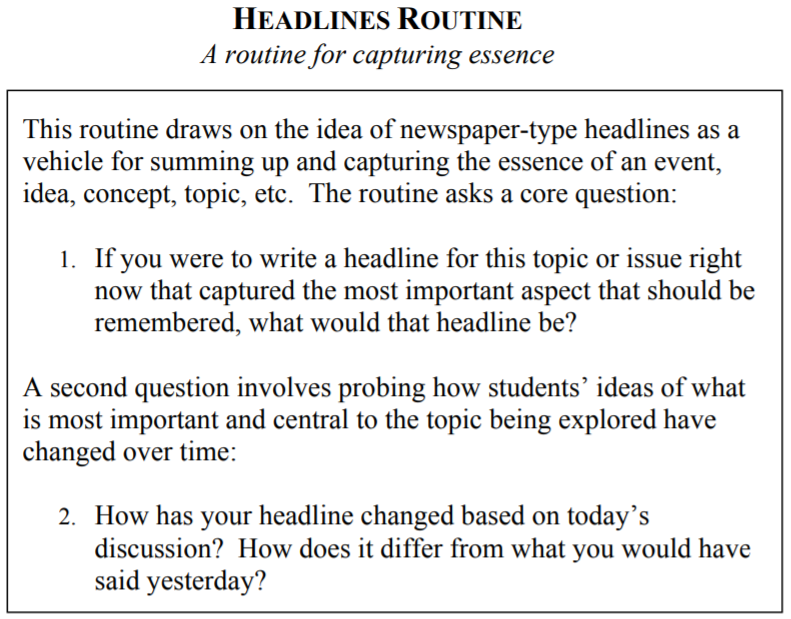 HEADLINES ROUTINE
A routine for capturing essence
This routine draws on the idea of newspaper-type headlines as a
vehicle for summing up and capturing the essence of an event,
idea, concept, topic, etc.  The routine asks a core question:
1. If you were to write a headline for this topic or issue right
now that captured the most important aspect that should be
remembered, what would that headline be?
A second question involves probing how students’ ideas of what
is most important and central to the topic being explored have
changed over time:
2. How has your headline changed based on today’s
discussion?  How does it differ from what you would have
said yesterday?